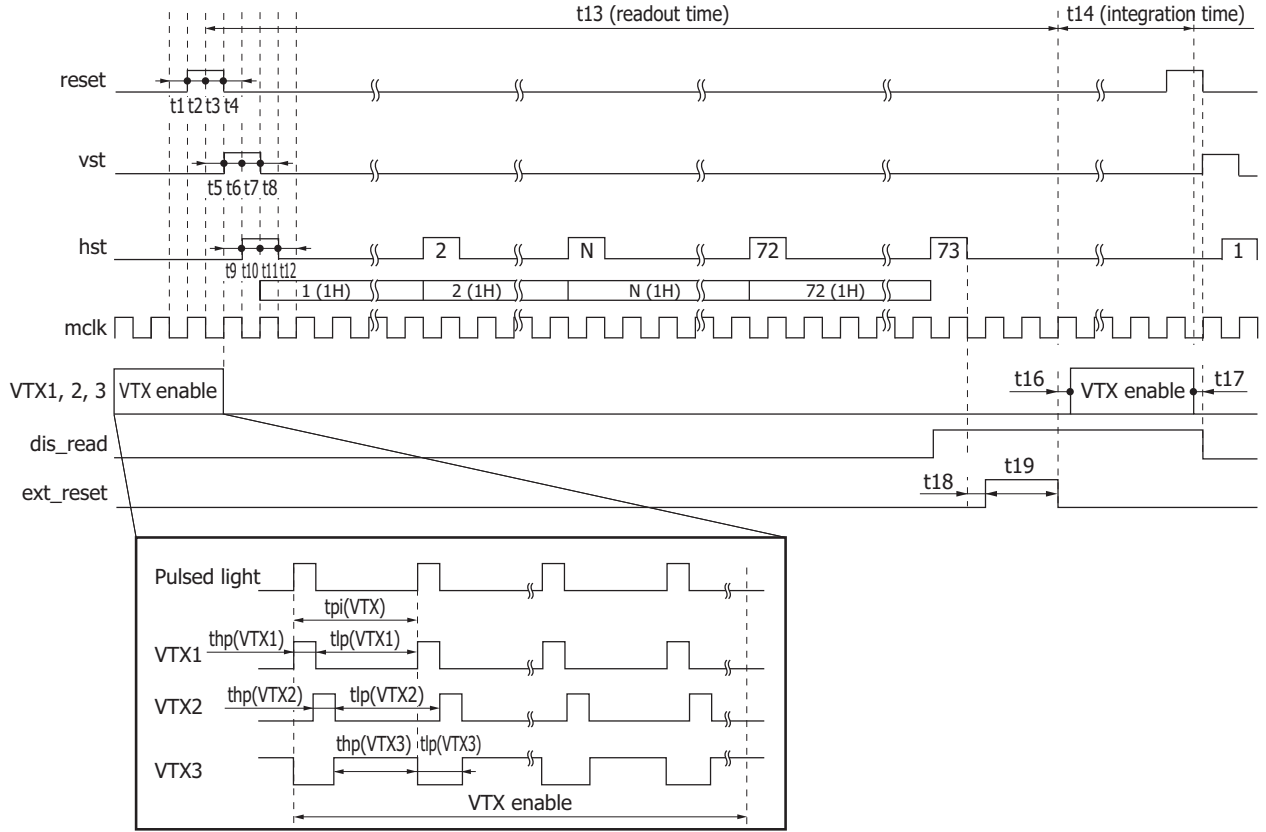 t13 (readout time) t14 (integration time)
reset
t1 t2 t3 t4
vst
t5 t6 t7 t8
hst 2 N 72 73 1
t9 t10 t11 t12
1 (1H) 2 (1H) N (1H) 72 (1H)
mclk
VTX1, 2, 3 VTX enable t16 VTX enable t17
dis_read
ext_reset t18 t19
Pulsed light
tpi(VTX)
thp(VTX1) tlp(VTX1)
VTX1
thp(VTX2) tlp(VTX2)
VTX2
thp(VTX3) tlp(VTX3)
VTX3
VTX enable